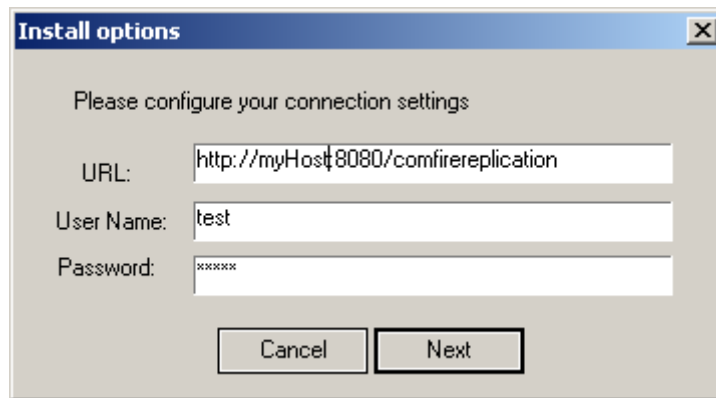 Install options
Please configure your connection settings
URL: http://myHost:8080/comfirereplication
User Name: test
Password: *****
Cancel Next